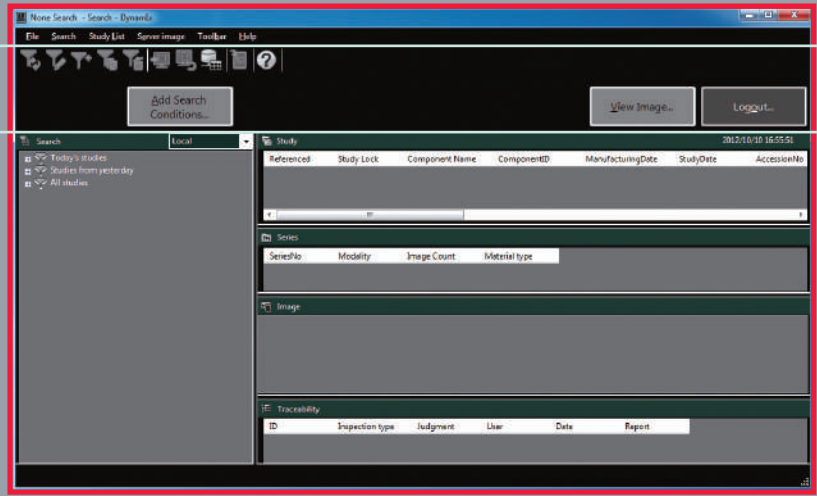 None Search - Search - DynamIx
File Search Study List Server image Toolbar Help
Add Search
Conditions...
View Image...
Logout...
Search Local
Today's studies
Studies from yesterday
All studies
Study 2012/10/10 16:55:51
Referenced Study Lock Component Name ComponentID ManufacturingDate StudyDate AccessionNo
Series
SeriesNo Modality Image Count Material type
Image
Traceability
ID Inspection type Judgment User Date Report